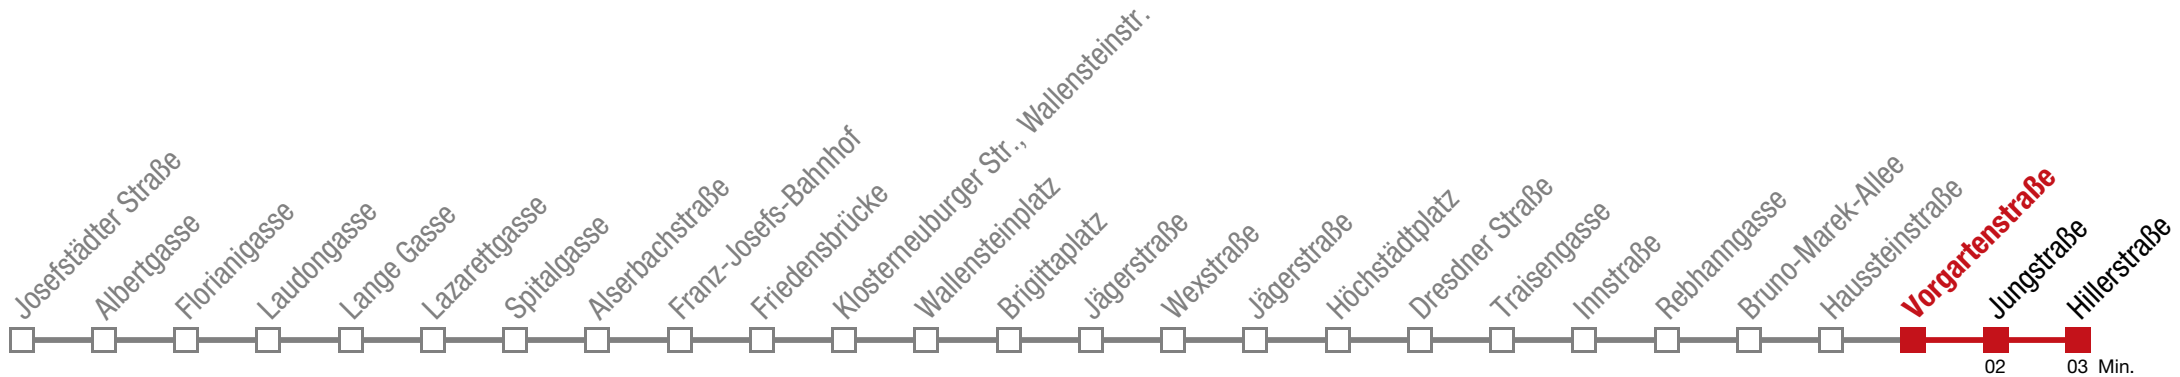 Josefstädter Straße
Albertgasse
Florianigasse
Laudongasse
Lange Gasse
Lazarettgasse
Spitalgasse
Alserbachstraße
Franz-Josefs-Bahnhof
Friedensbrücke
Klosterneuburger Str., Wallensteinstr.
Wallensteinplatz
Brigittaplatz
Jägerstraße
Wexstraße
Jägerstraße
Höchstädtplatz
Dresdner Straße
Traisengasse
Innstraße
Rebhanngasse
Bruno-Marek-Allee
Haussteinstraße
Vorgartenstraße
Jungstraße
Hillerstraße
02 03 Min.